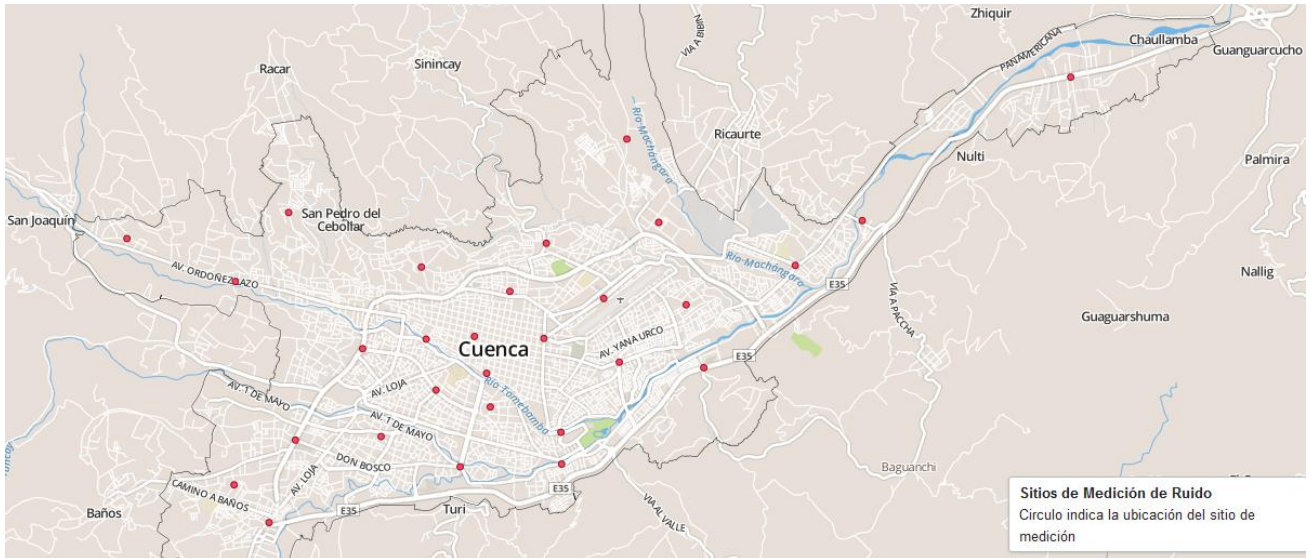 Zhiquir
Chaullamba
Guanguarcucho
PANAMERICANA
VIA A BIBIN
Sinincay
Racar
Río Machángara
Ricaurte
Nulti
Palmira
San Joaquín
San Pedro del
Cebollar
AV. ORDOÑEZ LAZO
Río Machángara
E35
VIA A PACCHA
Nallig
Guaguarshuma
Cuenca
AV. YANA URCO
E35
AV. LOJA
Río Tomebamba
AV. 1 DE MAYO
AV. 1 DE MAYO
DON BOSCO
AV. LOJA
Baguanchi
CAMINO A BAÑOS
E35
E35
Baños
Turi
VIA AL VALLE
Sitios de Medición de Ruido
Circulo indica la ubicación del sitio de
medición